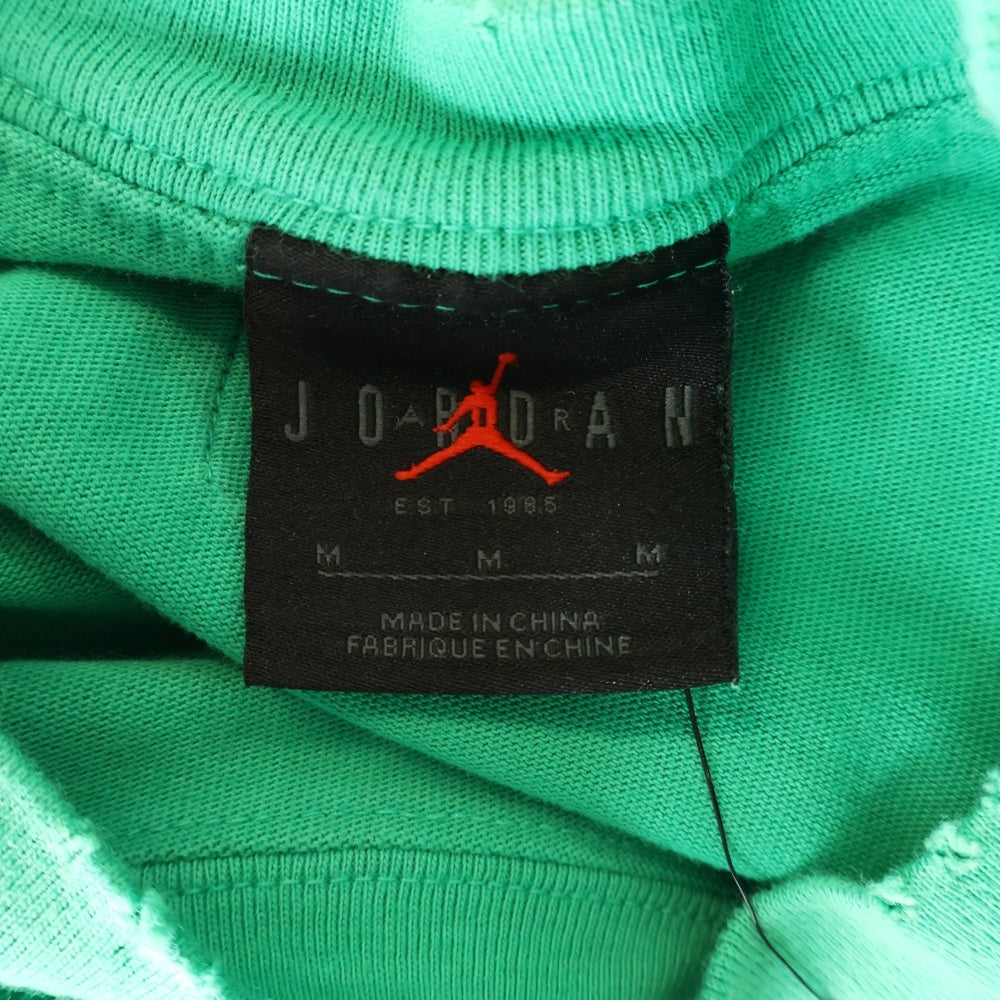 JORDAN
AIR
EST 1985
M M M
MADE IN CHINA
FABRIQUE EN CHINE